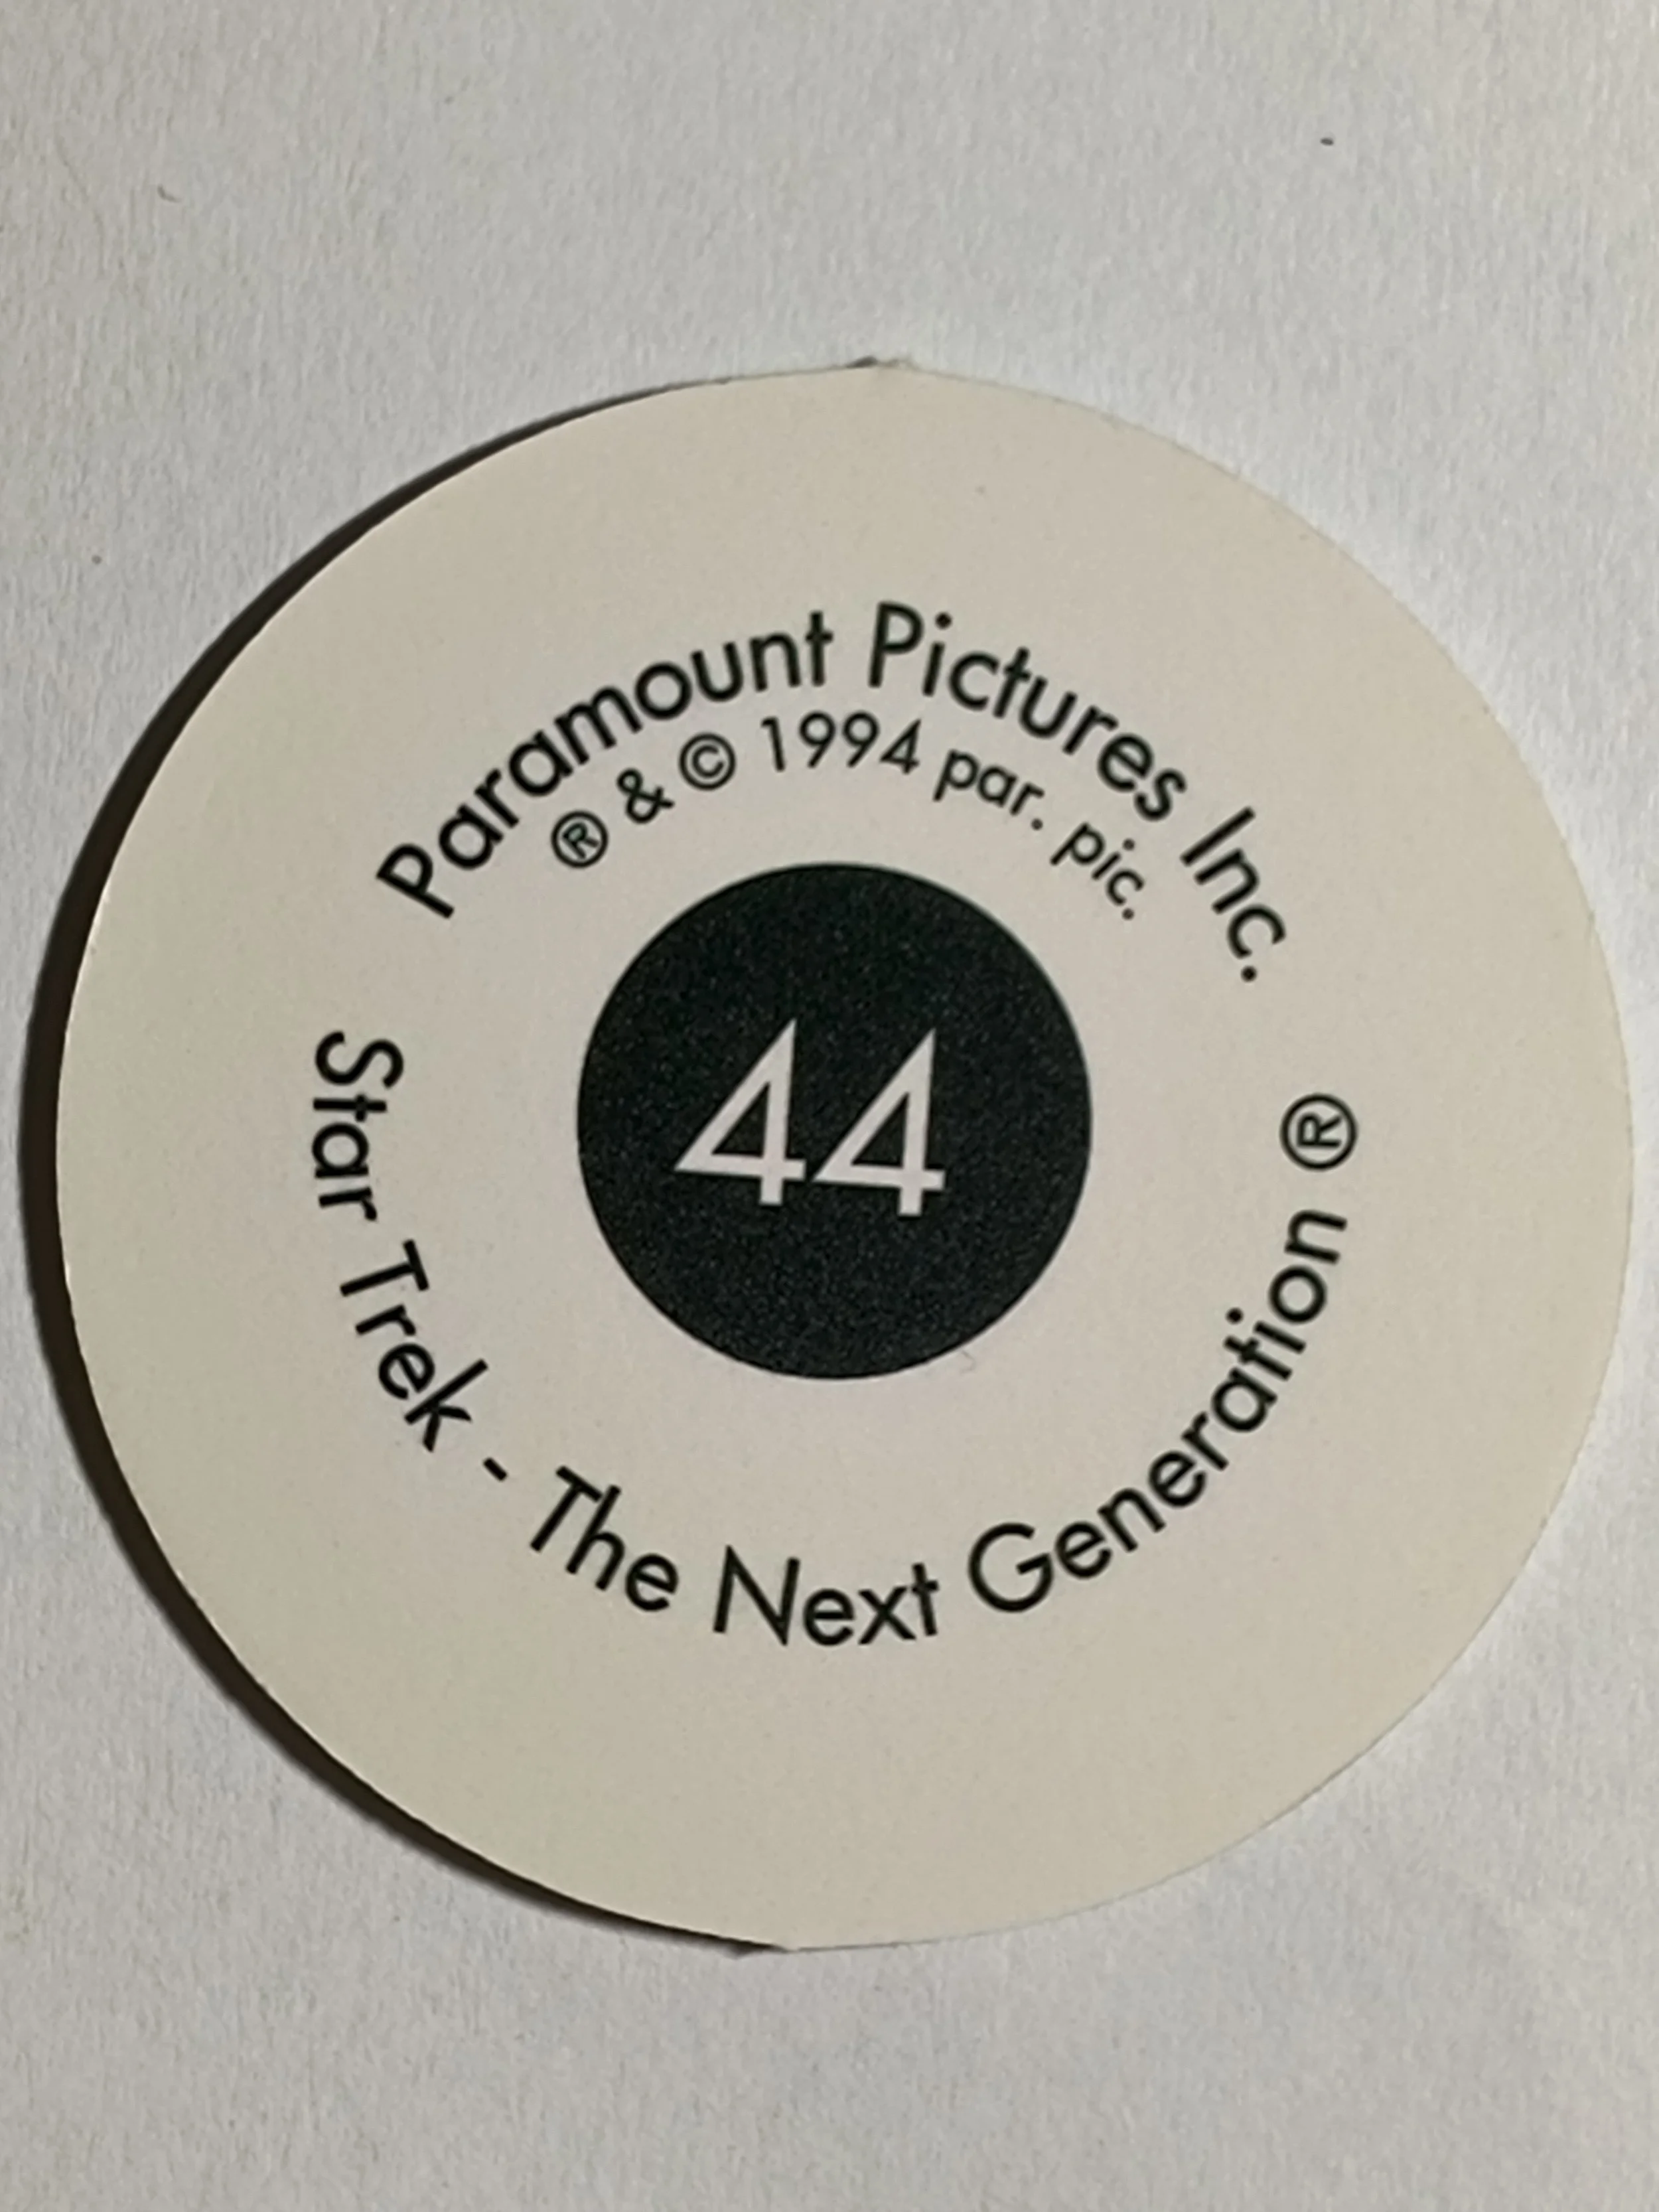 Paramount Pictures Inc.
® & © 1994 par. pic.
44
Star Trek - The Next Generation ®